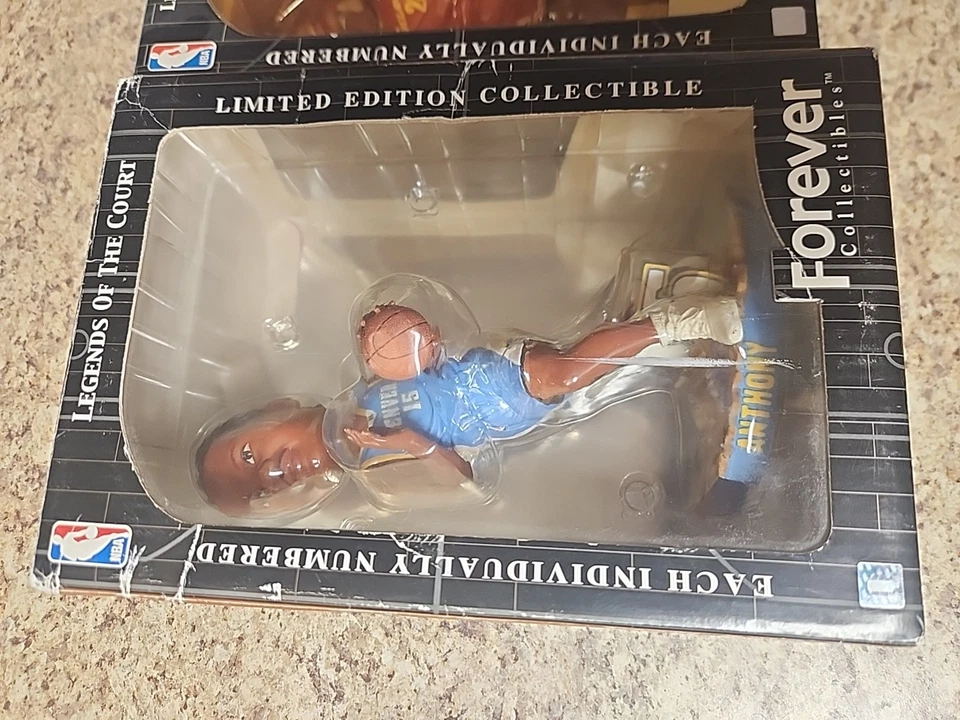 EACH INDIVIDUALLY NUMBERED
NBA
LIMITED EDITION COLLECTIBLE
LEGENDS OF THE COURT
Forever
Collectibles™
15
ANTHONY
NBA
EACH INDIVIDUALLY NUMBERED